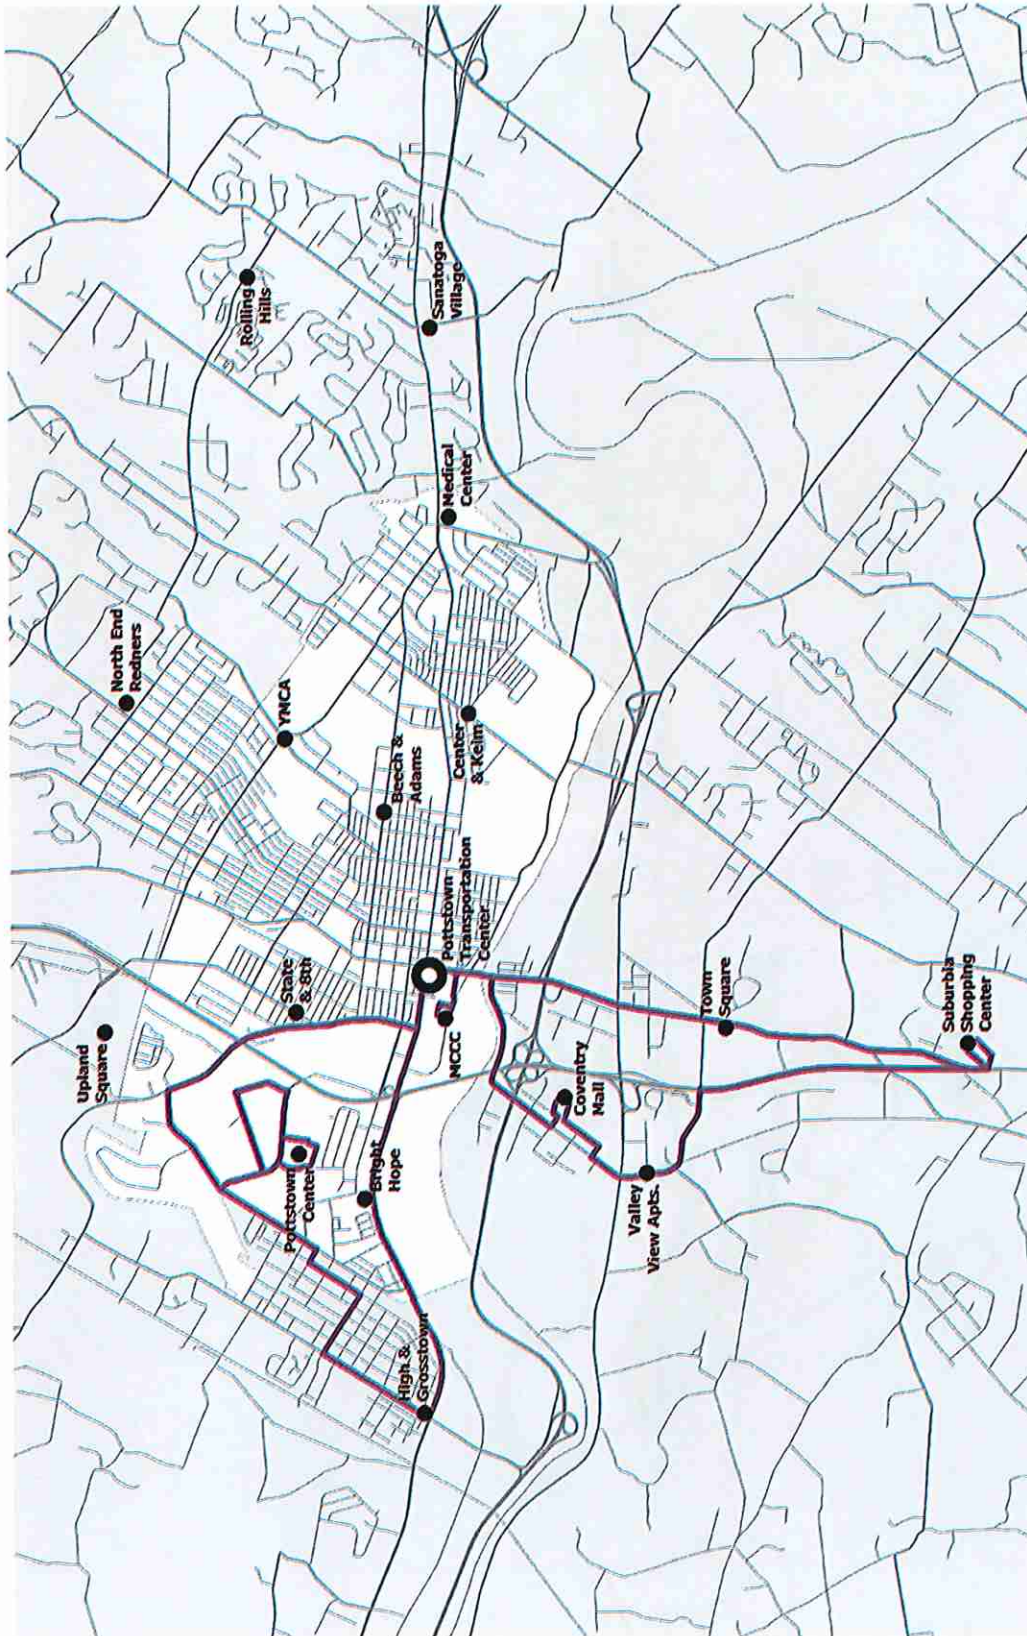 Upland
Square
North End
Redners
Rolling
Hills
YMCA
State
& 8th
Pottstown
Center
Bright
Hope
High &
Grosstown
MCCC
Pottstown
Transportation
Center
Beech &
Adams
Center
& Keim
Medical
Center
Sanatoga
Village
Coventry
Mall
Valley
View Apts.
Town
Square
Suburbia
Shopping
Center